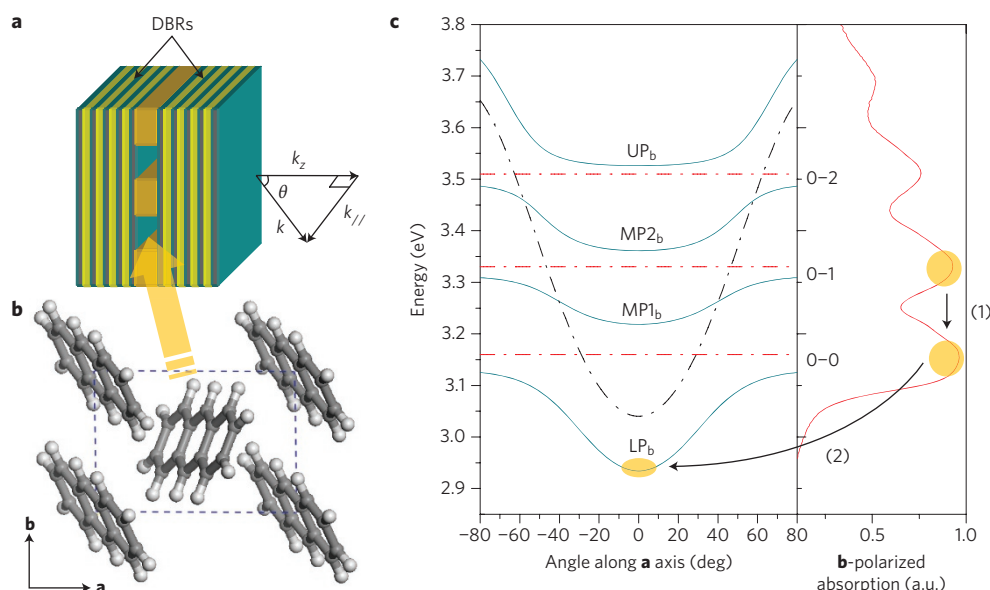 a
DBRs
k_z
θ
k
k_//
b
b
a
c
3.8
3.7
3.6
3.5
3.4
3.3
3.2
3.1
3.0
2.9
Energy (eV)
UP_b
MP2_b
MP1_b
LP_b
0–2
0–1
0–0
(1)
(2)
−80 −60 −40 −20 0 20 40 60 80
Angle along a axis (deg)
0 0.5 1.0
b-polarized
absorption (a.u.)